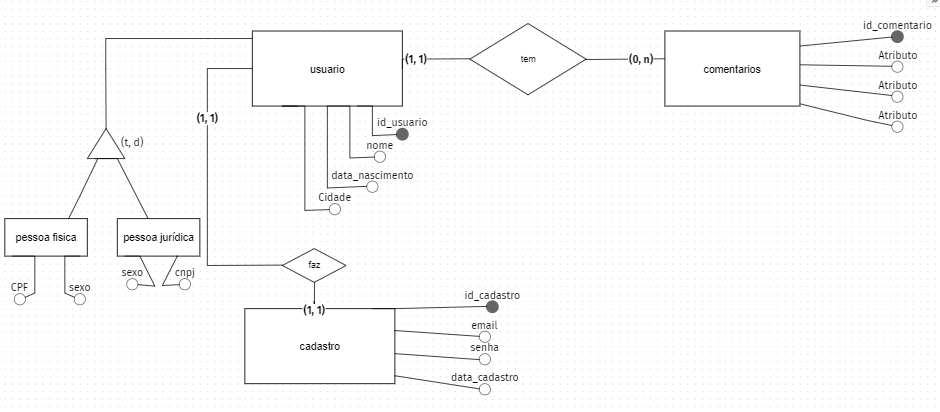 id_comentario
usuario
(1, 1)
tem
(0, n)
comentarios
Atributo
Atributo
(1, 1)
id_usuario
Atributo
(t, d)
nome
data_nascimento
Cidade
pessoa fisica
pessoa jurídica
faz
sexo
cnpj
CPF
sexo
id_cadastro
(1, 1)
email
cadastro
senha
data_cadastro